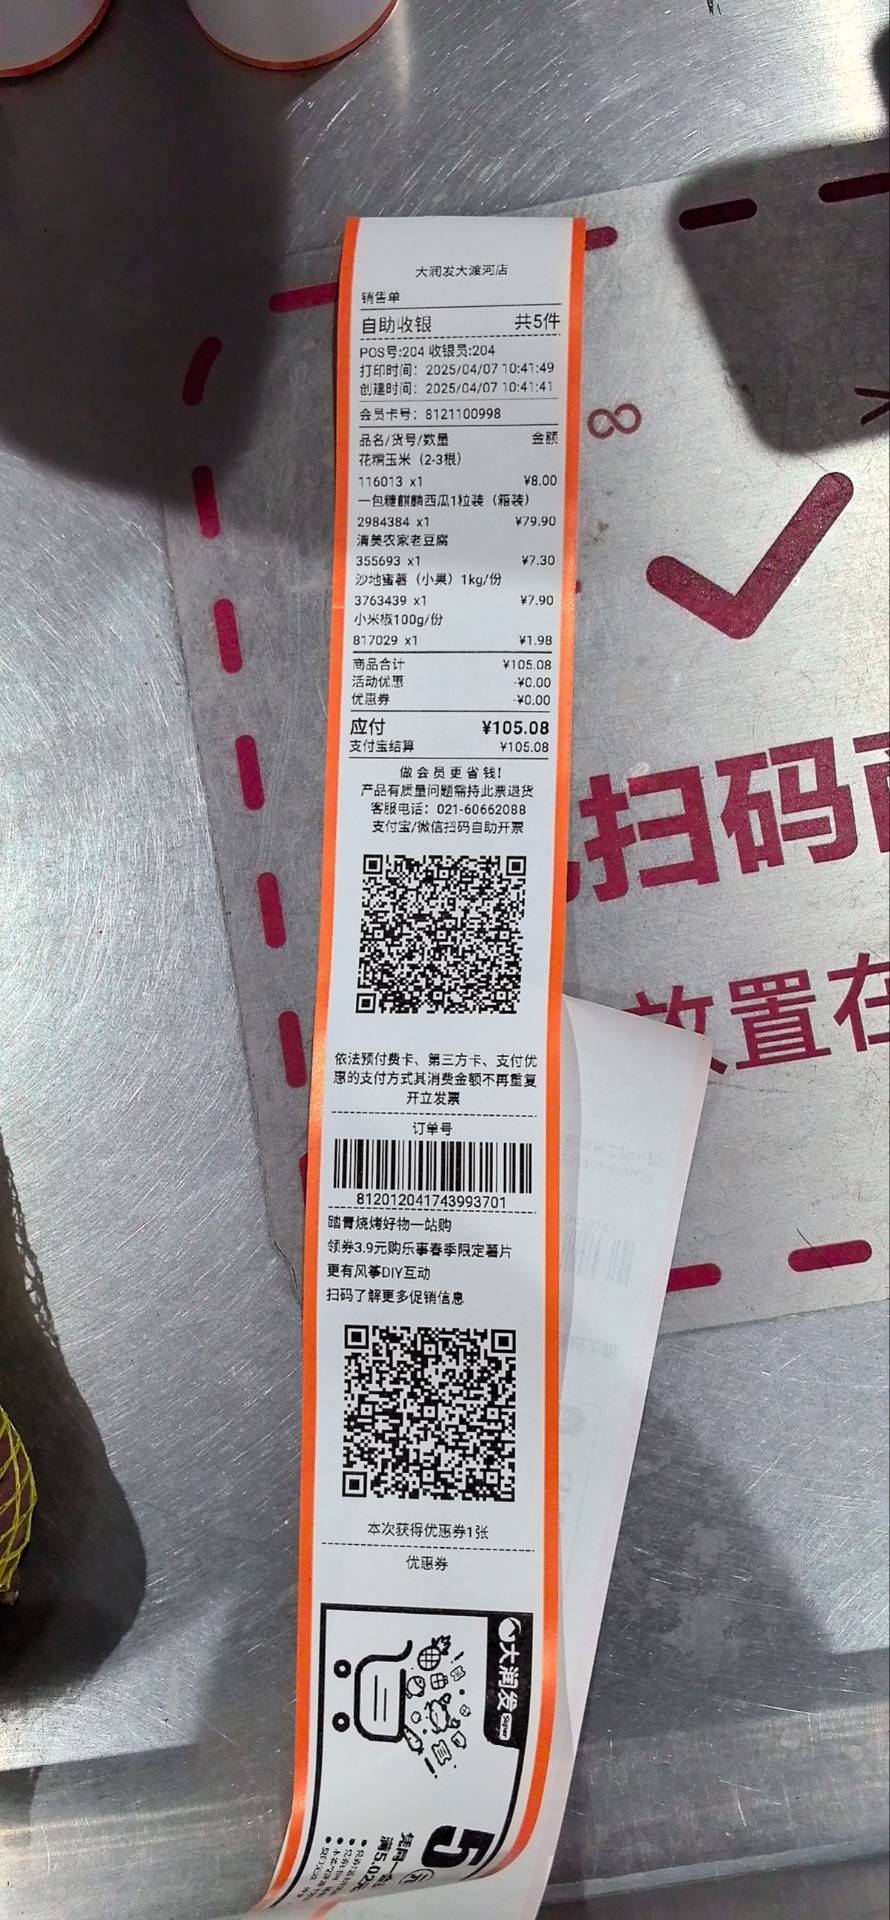 大润发大渡河店
销售单
自助收银 共5件
POS号:204 收银员:204
打印时间: 2025/04/07 10:41:49
创建时间: 2025/04/07 10:41:41
会员卡号: 8121100998
品名/货号/数量 金额
花糯玉米（2-3根）
116013 x1 ¥8.00
一包糖麒麟西瓜1粒装（箱装）
2984384 x1 ¥79.90
清美农家老豆腐
355693 x1 ¥7.30
沙地蜜薯（小果）1kg/份
3763439 x1 ¥7.90
小米椒100g/份
817029 x1 ¥1.98
商品合计 ¥105.08
活动优惠 -¥0.00
优惠券 -¥0.00
应付 ¥105.08
支付宝结算 ¥105.08
做会员更省钱!
产品有质量问题需持此票退货
客服电话: 021-60662088
支付宝/微信扫码自助开票
依法预付费卡、第三方卡、支付优
惠的支付方式其消费金额不再重复
开立发票
订单号
812012041743993701
踏青烧烤好物一站购
领券3.9元购乐事春季限定薯片
更有风筝DIY互动
扫码了解更多促销信息
本次获得优惠券1张
优惠券
大润发 Super
5元
扫码
放置在